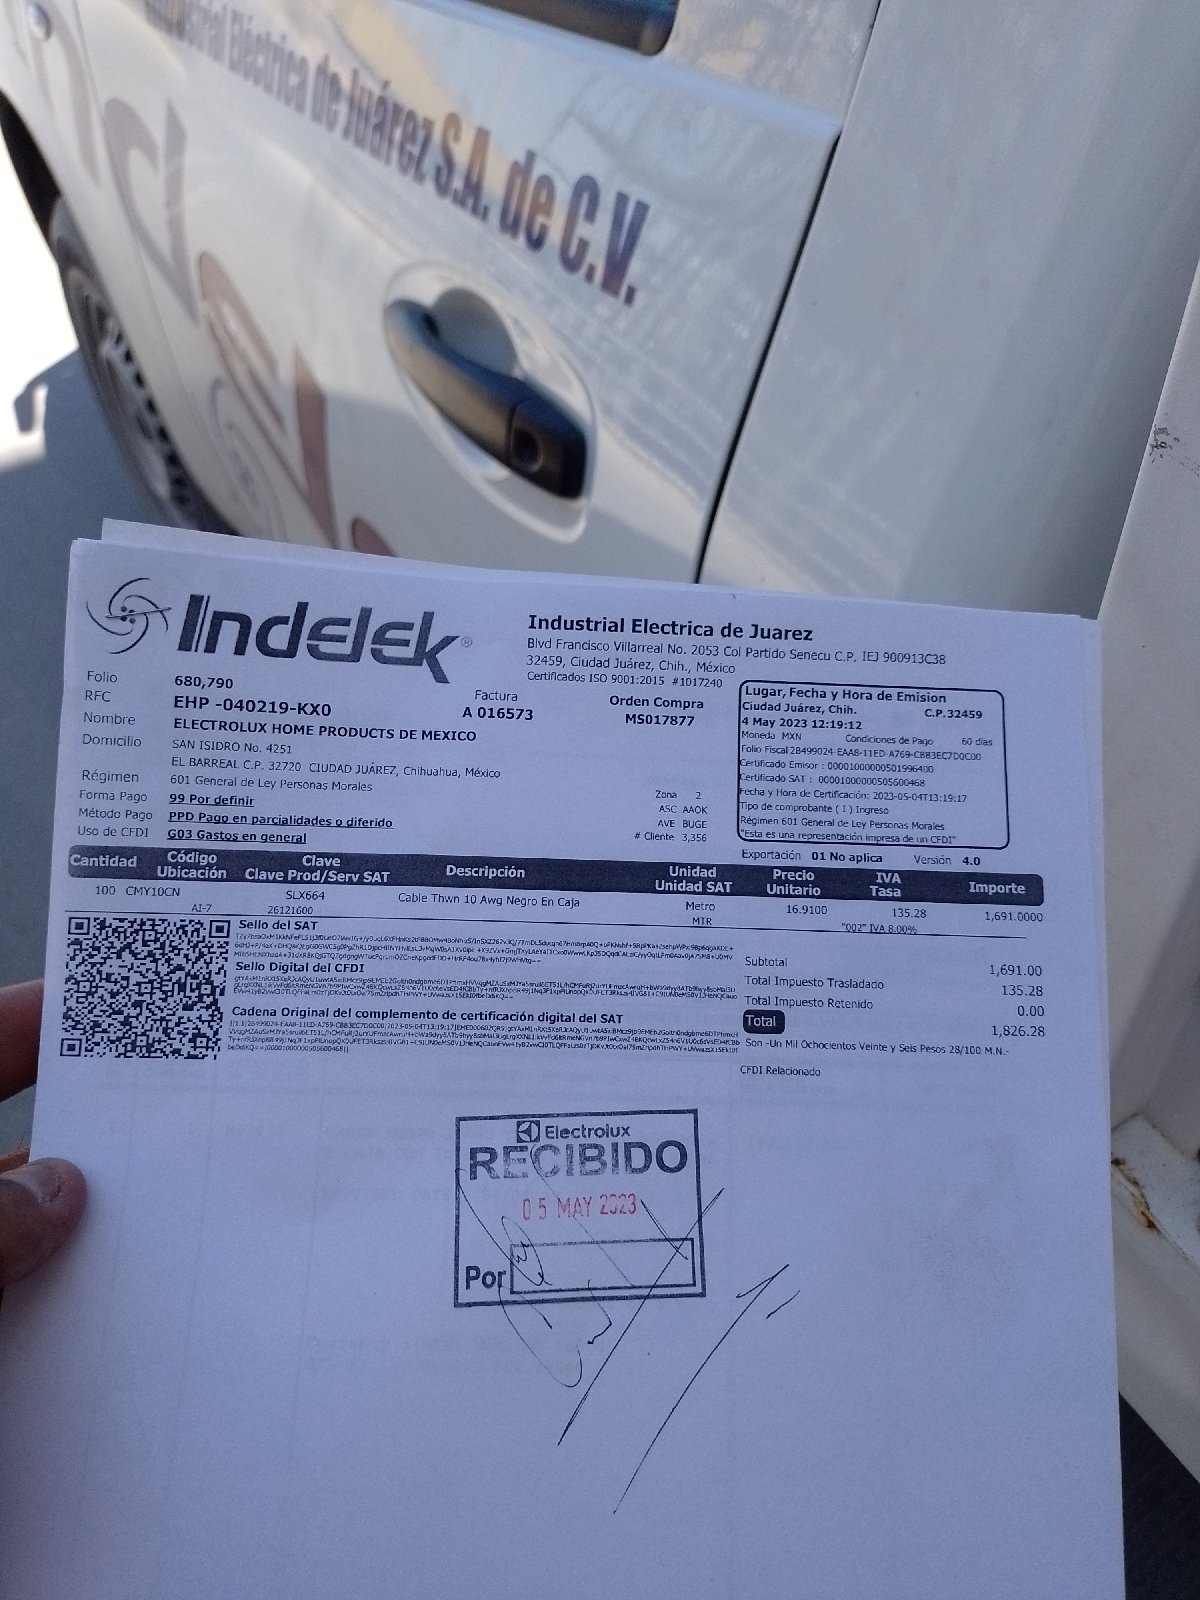 Industrial Eléctrica de Juárez S.A. de C.V.
Indelek®
Industrial Electrica de Juarez
Blvd Francisco Villarreal No. 2053 Col Partido Senecu C.P. IEJ 900913C38
32459, Ciudad Juárez, Chih., México
Certificados ISO 9001:2015 #1017240
Folio 680,790
RFC EHP -040219-KX0
Nombre ELECTROLUX HOME PRODUCTS DE MEXICO
Domicilio SAN ISIDRO No. 4251
EL BARREAL C.P. 32720 CIUDAD JUÁREZ, Chihuahua, México
Régimen 601 General de Ley Personas Morales
Forma Pago 99 Por definir
Método Pago PPD Pago en parcialidades o diferido
Uso de CFDI G03 Gastos en general
Factura
A 016573
Orden Compra
MS017877
Zona 2
ASC AAOK
AVE BUGE
# Cliente 3,356
Lugar, Fecha y Hora de Emision
Ciudad Juárez, Chih. C.P. 32459
4 May 2023 12:19:12
Moneda MXN Condiciones de Pago 60 dias
Folio Fiscal
Certificado Emisor :
Certificado SAT : 00001000000505600468
Fecha y Hora de Certificación: 2023-05-04T13:19:17
Tipo de comprobante ( I ) Ingreso
Régimen 601 General de Ley Personas Morales
"Esta es una representación impresa de un CFDI"
Exportación 01 No aplica Versión 4.0
Cantidad Código Ubicación Clave Clave Prod/Serv SAT Descripción Unidad Unidad SAT Precio Unitario IVA Tasa Importe
100 CMY10CN SLX664 Cable Thwn 10 Awg Negro En Caja Metro 16.9100 135.28 1,691.0000
AI-7 26121600 MTR "002" IVA 8.00%
Sello del SAT
Sello Digital del CFDI
Cadena Original del complemento de certificación digital del SAT
Subtotal 1,691.00
Total Impuesto Trasladado 135.28
Total Impuesto Retenido 0.00
Total 1,826.28
Son -Un Mil Ochocientos Veinte y Seis Pesos 28/100 M.N.-
CFDI Relacionado
Electrolux
RECIBIDO
05 MAY 2023
Por